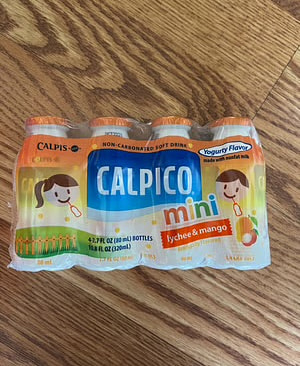 CALPIS
NON-CARBONATED SOFT DRINK
Yogurty Flavor
made with nonfat milk
CALPICO
mini
lychee & mango
4-2.7 FL OZ (80 mL) BOTTLES
10.8 FL OZ (320mL)